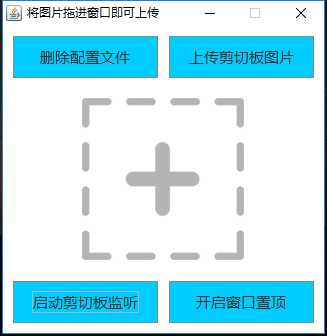 将图片拖进窗口即可上传
删除配置文件
上传剪切板图片
启动剪切板监听
开启窗口置顶